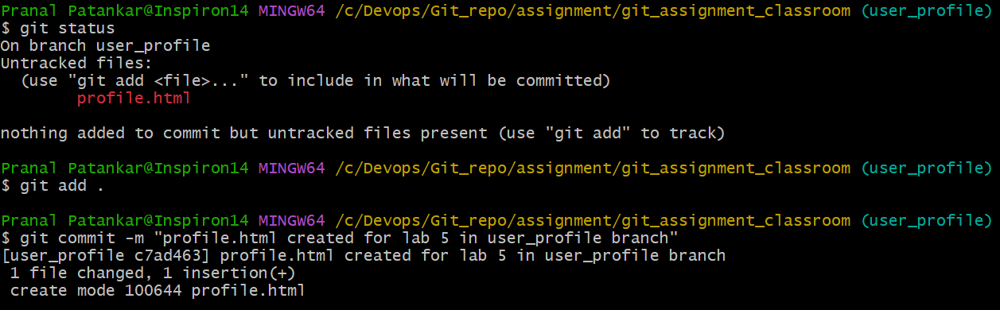 Pranal Patankar@Inspiron14 MINGW64 /c/Devops/Git_repo/assignment/git_assignment_classroom (user_profile)
$ git status
On branch user_profile
Untracked files:
  (use "git add <file>..." to include in what will be committed)
        profile.html

nothing added to commit but untracked files present (use "git add" to track)

Pranal Patankar@Inspiron14 MINGW64 /c/Devops/Git_repo/assignment/git_assignment_classroom (user_profile)
$ git add .

Pranal Patankar@Inspiron14 MINGW64 /c/Devops/Git_repo/assignment/git_assignment_classroom (user_profile)
$ git commit -m "profile.html created for lab 5 in user_profile branch"
[user_profile c7ad463] profile.html created for lab 5 in user_profile branch
 1 file changed, 1 insertion(+)
 create mode 100644 profile.html